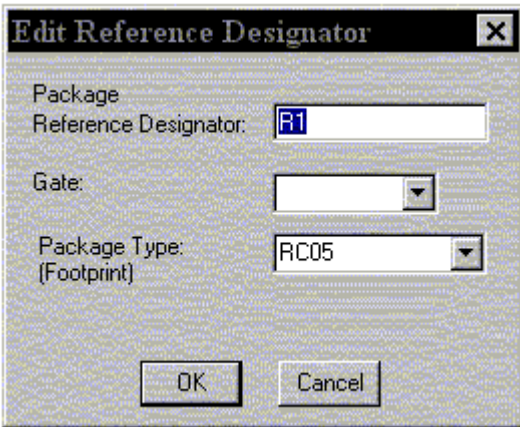 Edit Reference Designator
Package
Reference Designator: R1
Gate:
Package Type: RC05
(Footprint)
OK Cancel